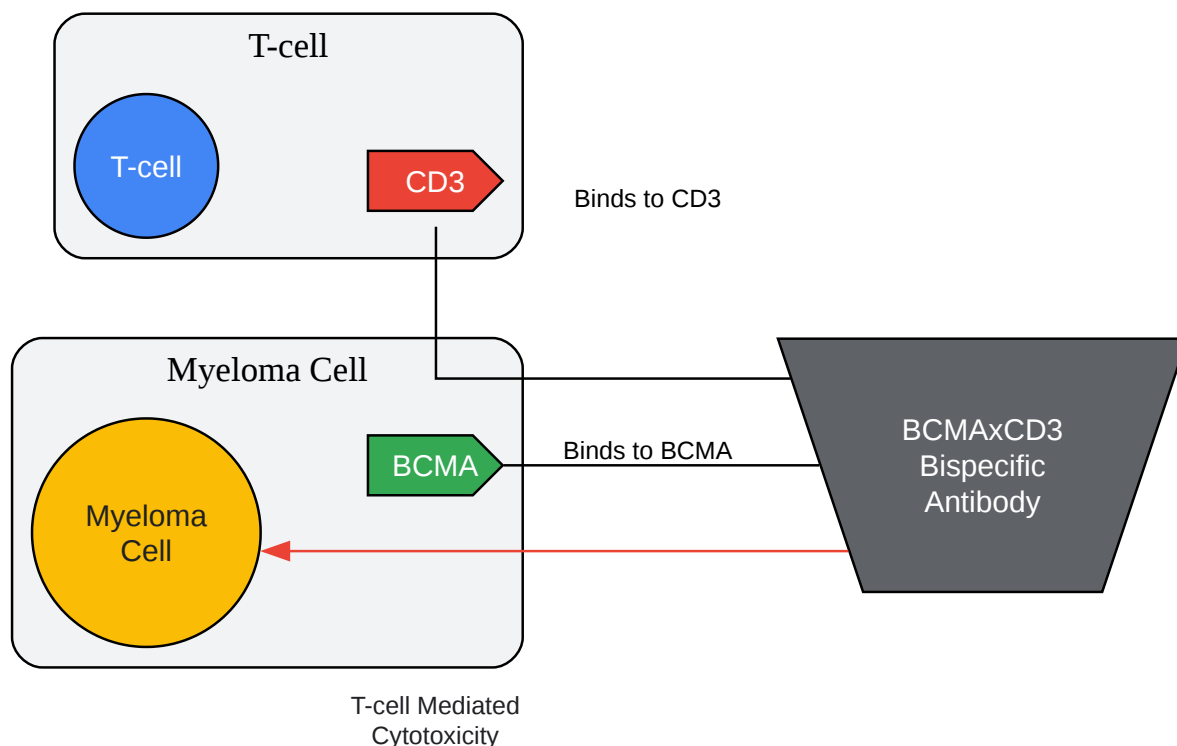 T-cell
T-cell
CD3
Binds to CD3
Myeloma Cell
Myeloma
Cell
BCMA
Binds to BCMA
BCMAxCD3
Bispecific
Antibody
T-cell Mediated
Cytotoxicity